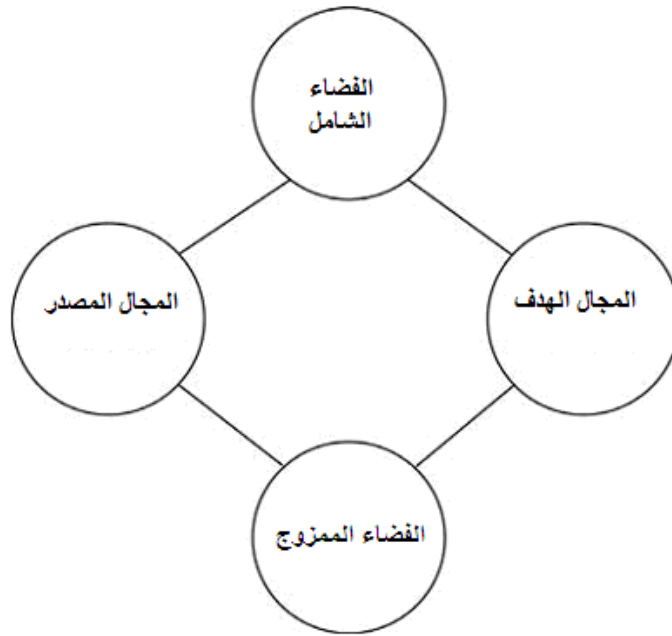 الفضاء
الشامل
المجال الهدف
المجال المصدر
الفضاء الممزوج